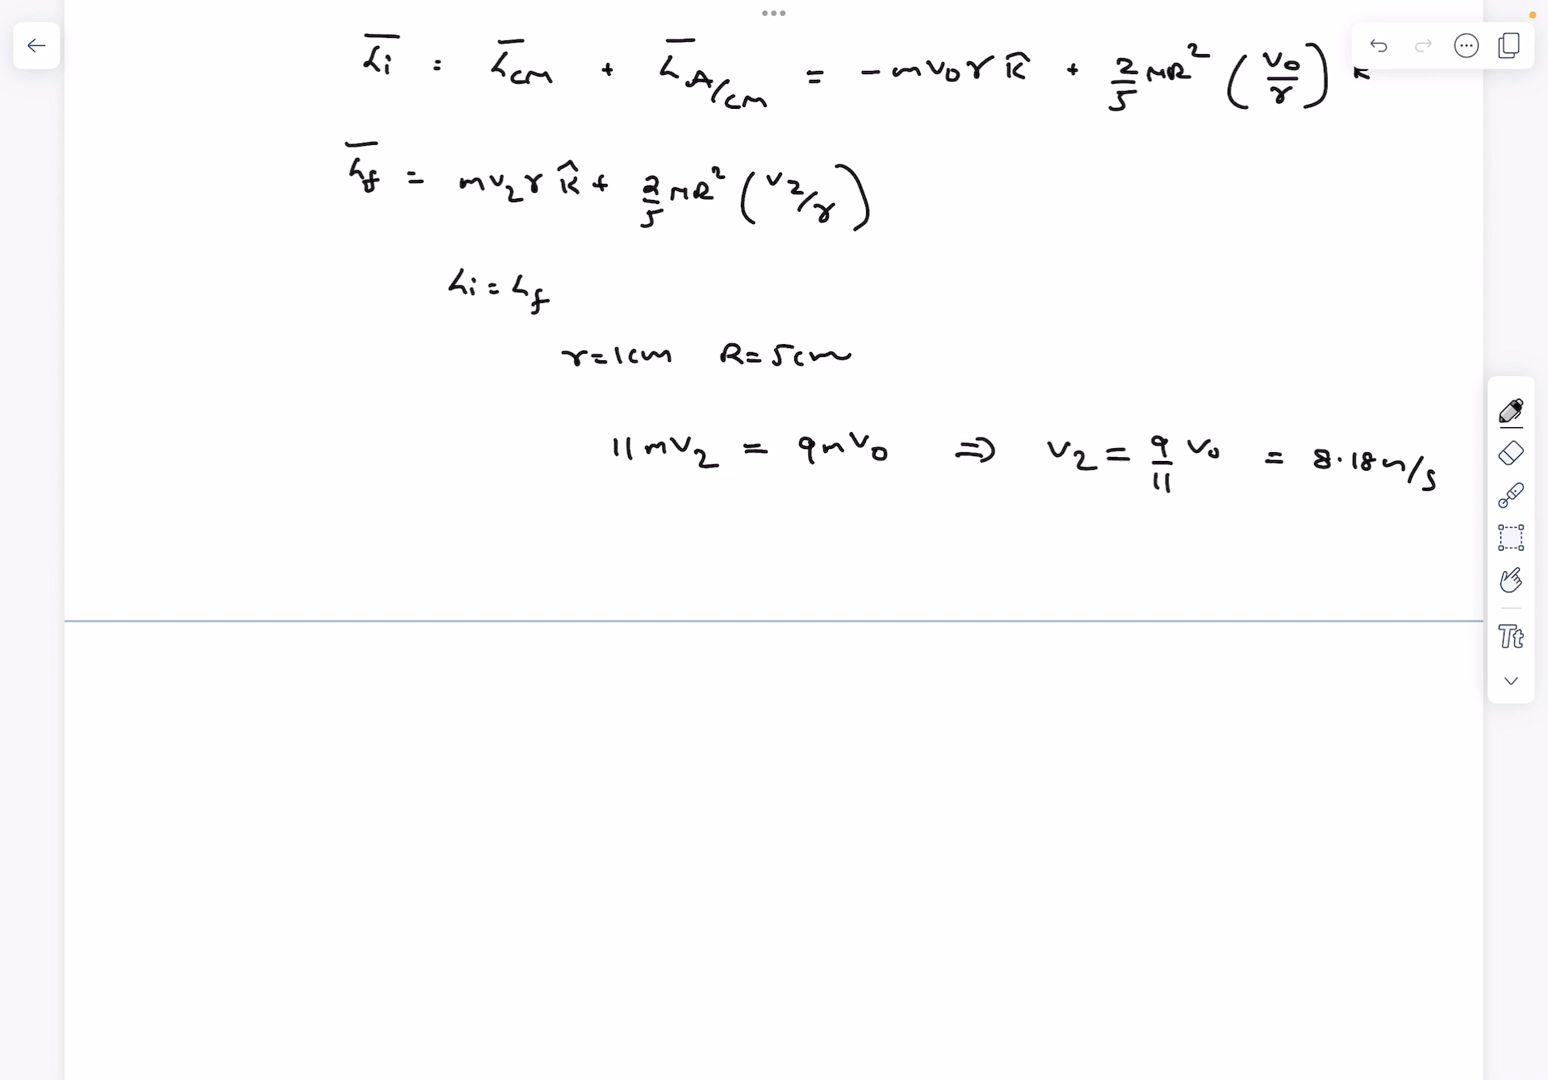 L̅i = L̅cm + L̅A/cm = - mv₀r k̂ + 2/5 MR² (v₀/r) k
L̅f = mv₂r k̂ + 2/5 MR² (v₂/r)
Li = Lf
r=1cm R=5cm
11mv₂ = 9mv₀ ⇒ v₂ = 9/11 v₀ = 8.18m/s
Tt